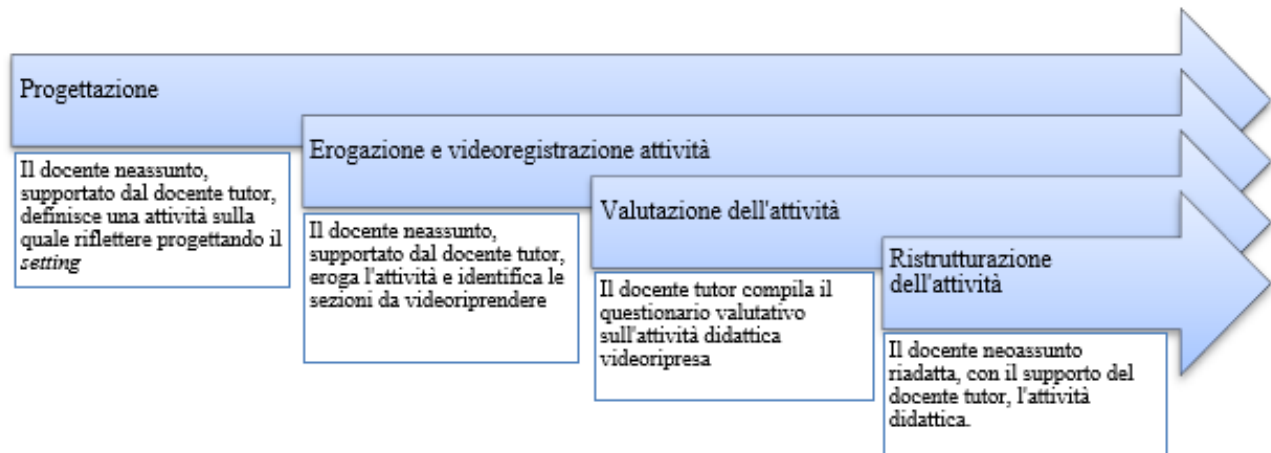 Progettazione
Il docente neassunto,
supportato dal docente tutor,
definisce una attività sulla
quale riflettere progettando il
setting
Erogazione e videoregistrazione attività
Il docente neassunto,
supportato dal docente tutor,
eroga l'attività e identifica le
sezioni da videoriprendere
Valutazione dell'attività
Il docente tutor compila il
questionario valutativo
sull'attività didattica
videoripresa
Ristrutturazione
dell'attività
Il docente neoassunto
riadatta, con il supporto del
docente tutor, l'attività
didattica.